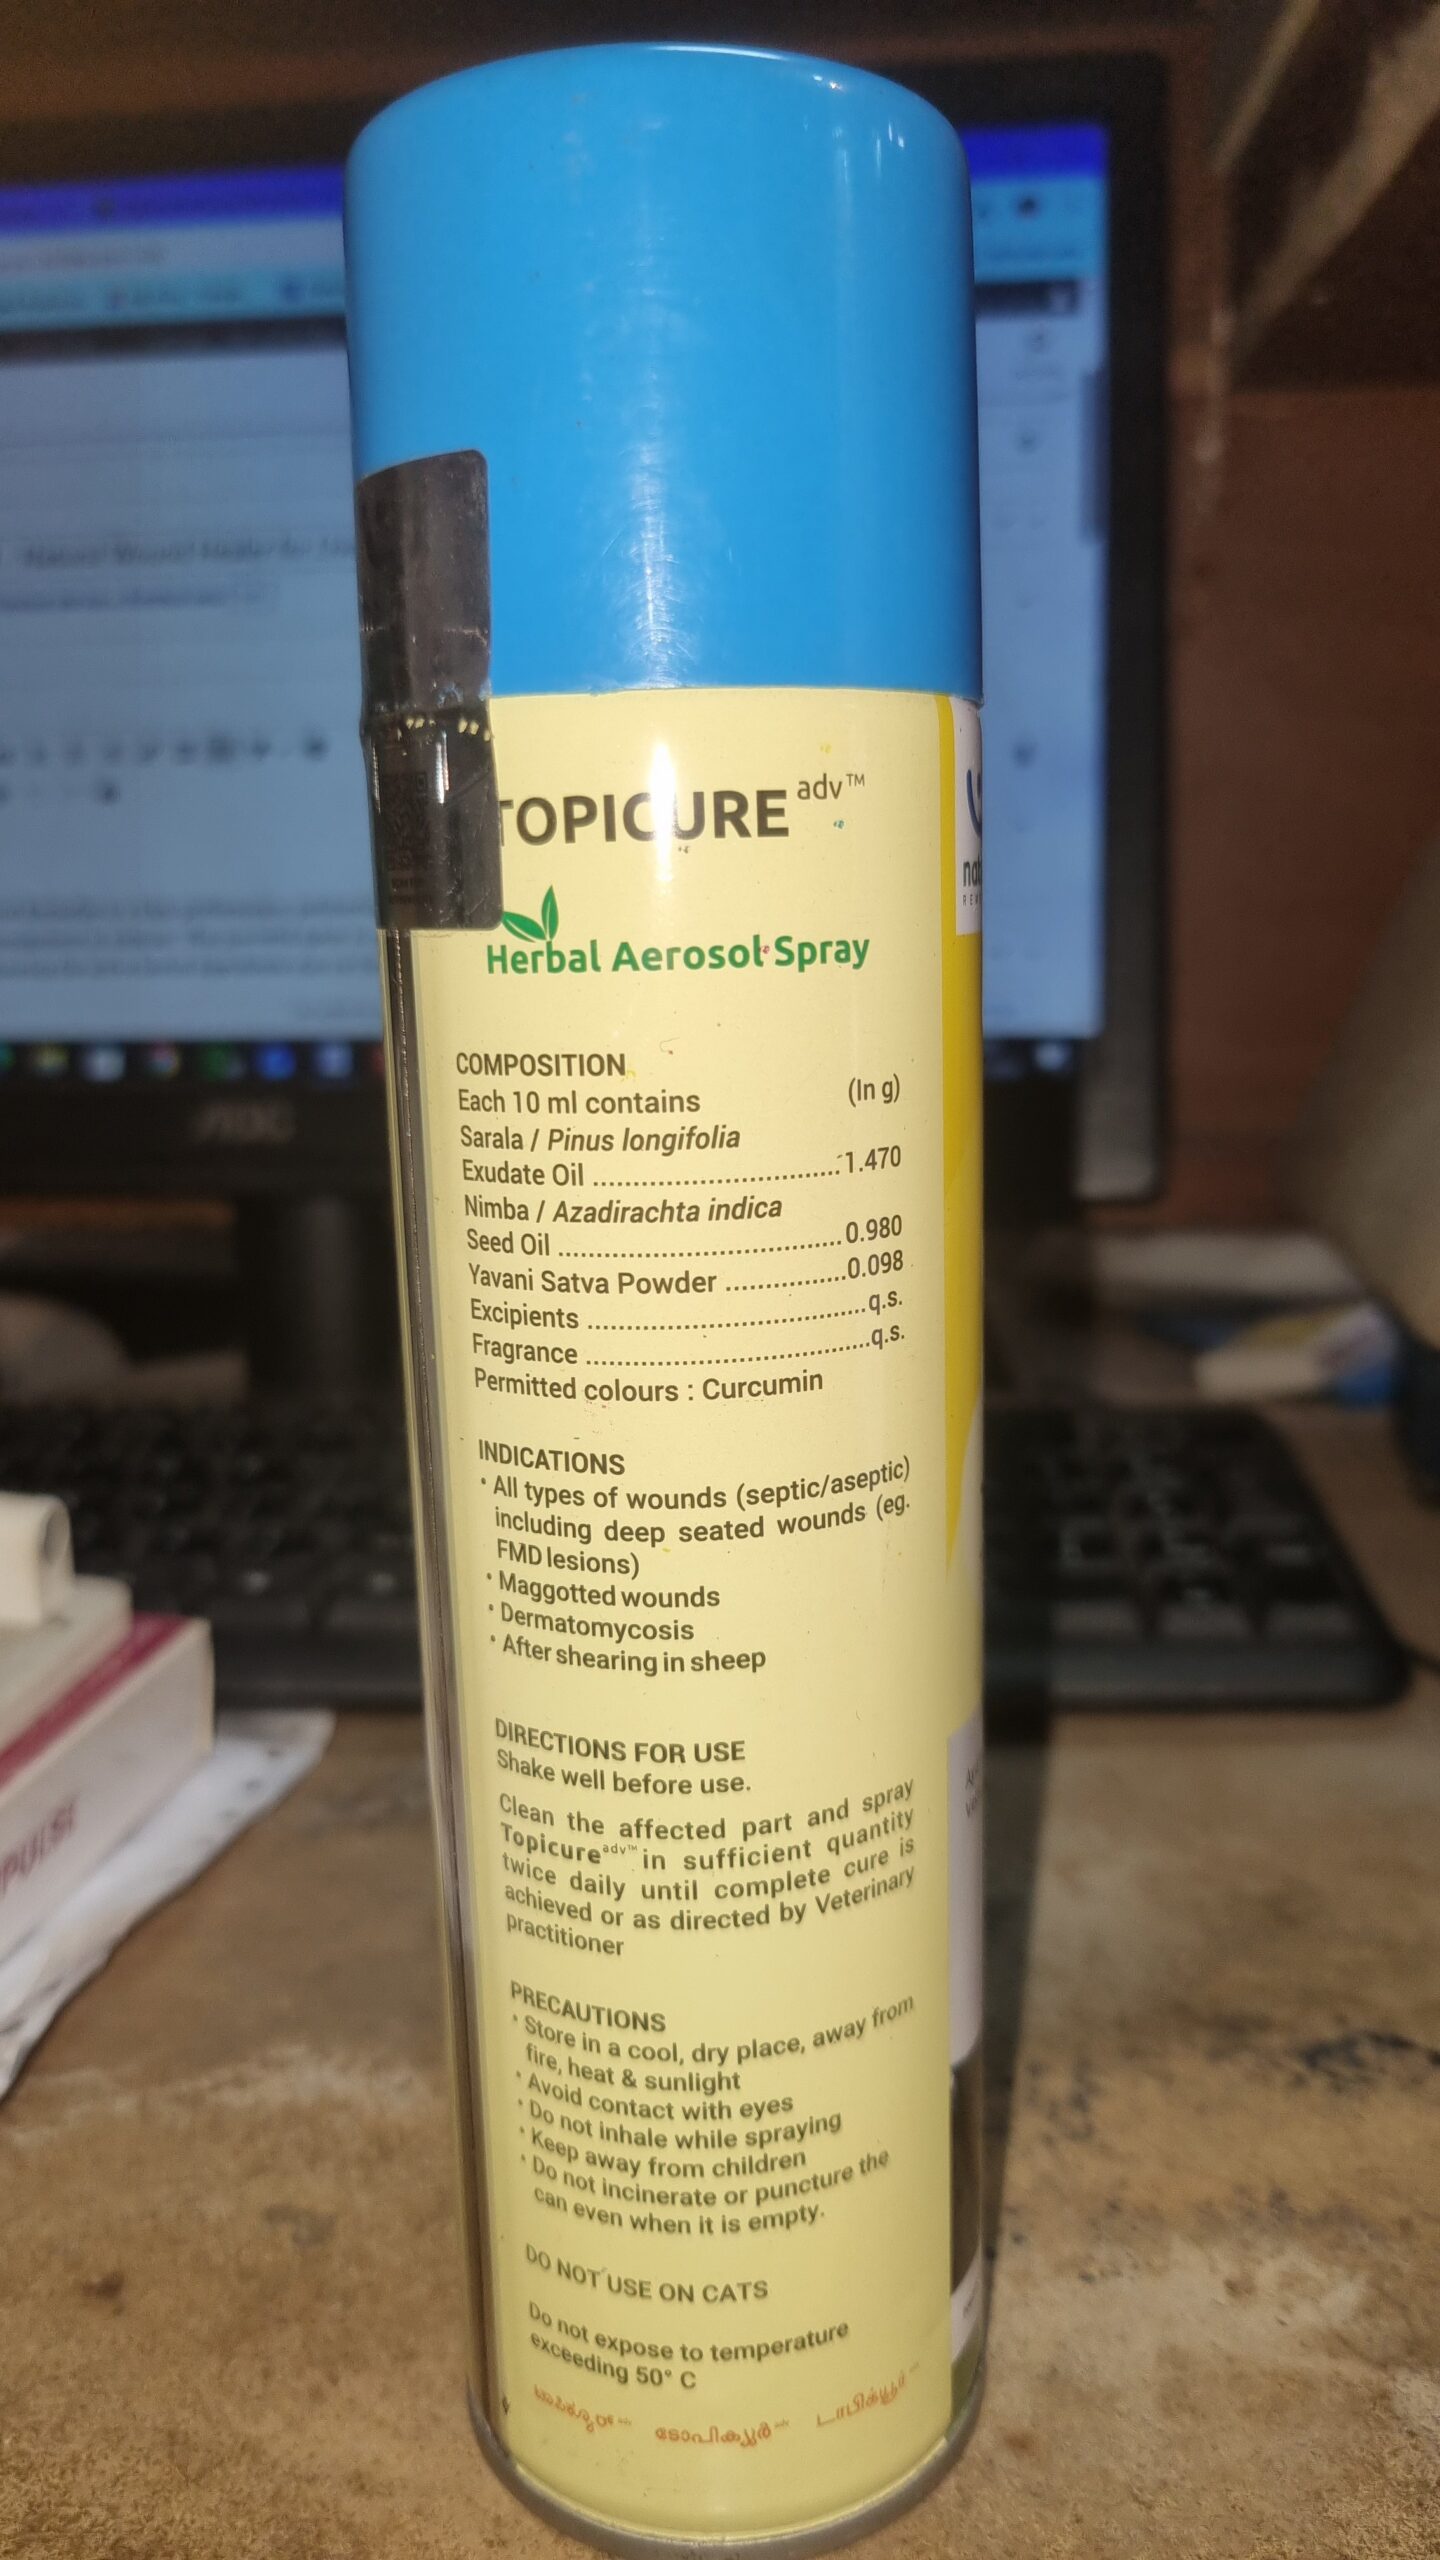 TOPICURE adv™
Herbal Aerosol Spray
COMPOSITION
Each 10 ml contains (In g)
Sarala / Pinus longifolia
Exudate Oil ................................1.470
Nimba / Azadirachta indica
Seed Oil .....................................0.980
Yavani Satva Powder ................0.098
Excipients ....................................q.s.
Fragrance .....................................q.s.
Permitted colours : Curcumin
INDICATIONS
• All types of wounds (septic/aseptic)
including deep seated wounds (eg.
FMD lesions)
• Maggotted wounds
• Dermatomycosis
• After shearing in sheep
DIRECTIONS FOR USE
Shake well before use.
Clean the affected part and spray
Topicure adv™ in sufficient quantity
twice daily until complete cure is
achieved or as directed by Veterinary
practitioner
PRECAUTIONS
• Store in a cool, dry place, away from
fire, heat & sunlight
• Avoid contact with eyes
• Do not inhale while spraying
• Keep away from children
• Do not incinerate or puncture the
can even when it is empty.
DO NOT USE ON CATS
Do not expose to temperature
exceeding 50° C
ടോപിക്യൂർ
AOC